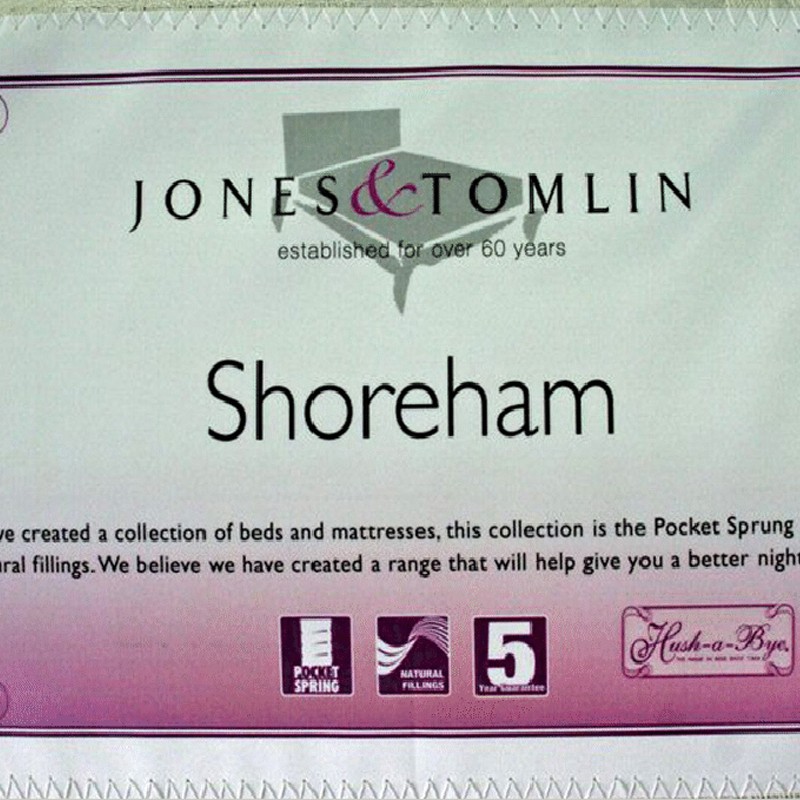 JONES & TOMLIN
established for over 60 years
Shoreham
ve created a collection of beds and mattresses, this collection is the Pocket Sprung
ural fillings. We believe we have created a range that will help give you a better night
POCKET
SPRING
NATURAL
FILLINGS
5
Year Guarantee
Hush-a-Bye.